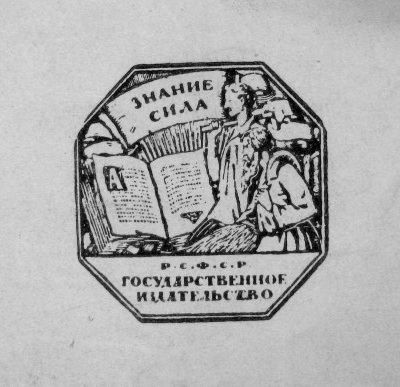 ЗНАНИЕ
СИЛА
А
Р·С·Ф·С·Р
ГОСУДАРСТВЕННОЕ
ИЗДАТЕЛЬСТВО